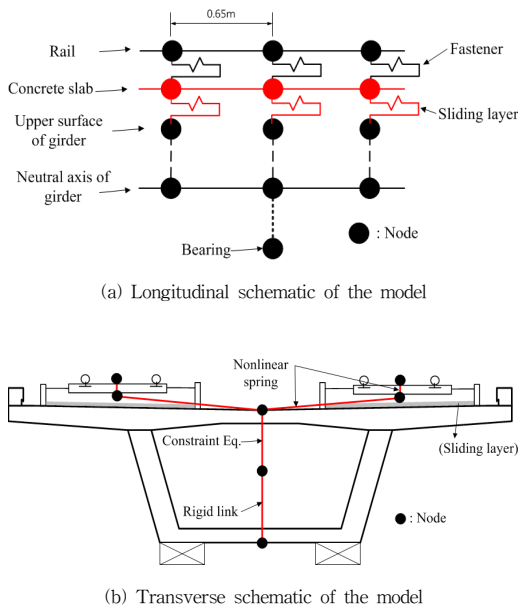 0.65m
Rail
Fastener
Concrete slab
Sliding layer
Upper surface
of girder
Neutral axis of
girder
Bearing
: Node
(a) Longitudinal schematic of the model
Nonlinear
spring
Constraint Eq.
(Sliding layer)
Rigid link
: Node
(b) Transverse schematic of the model